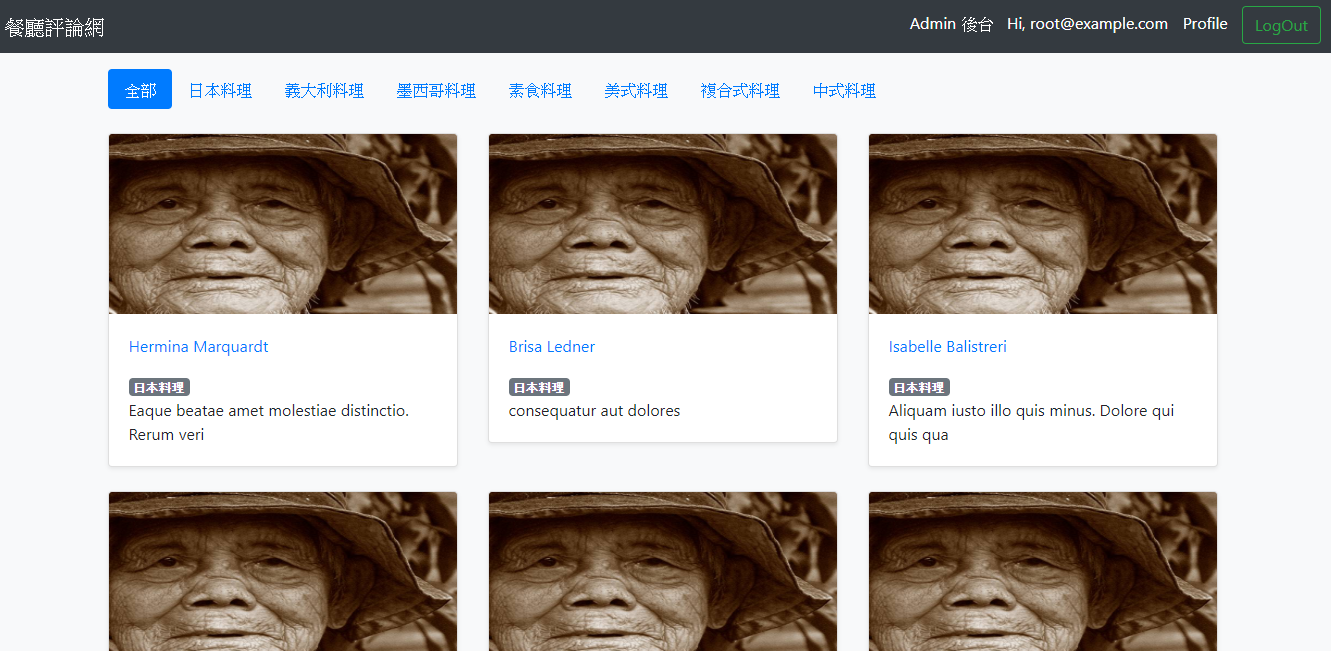 餐廳評論網 Admin 後台 Hi, root@example.com Profile LogOut
全部 日本料理 義大利料理 墨西哥料理 素食料理 美式料理 複合式料理 中式料理
Hermina Marquardt
日本料理
Eaque beatae amet molestiae distinctio.
Rerum veri
Brisa Ledner
日本料理
consequatur aut dolores
Isabelle Balistreri
日本料理
Aliquam iusto illo quis minus. Dolore qui
quis qua